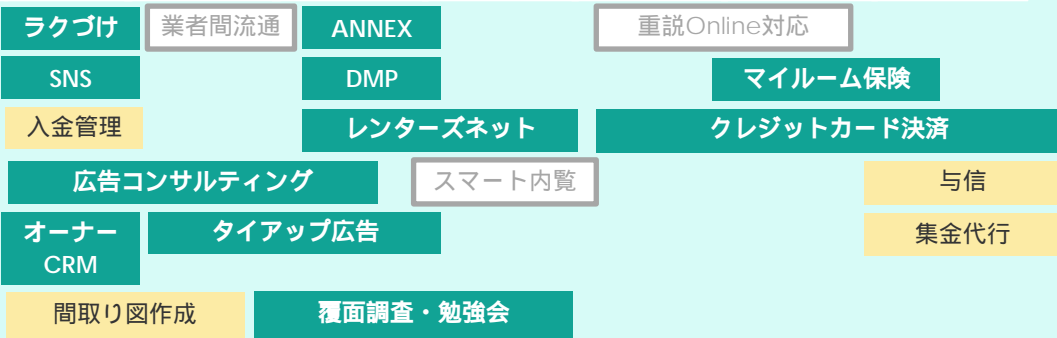 ラクづけ 業者間流通 ANNEX 重説Online対応
SNS DMP マイルーム保険
入金管理 レンターズネット クレジットカード決済
広告コンサルティング スマート内覧 与信
オーナー
CRM
タイアップ広告 集金代行
間取り図作成 覆面調査・勉強会